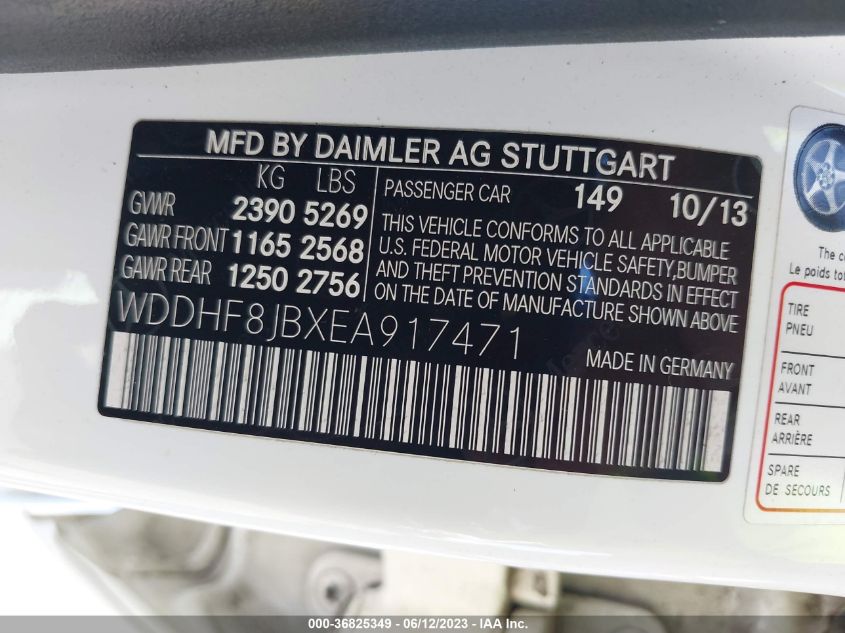 MFD BY DAIMLER AG STUTTGART
KG LBS
GVWR 2390 5269
GAWR FRONT 1165 2568
GAWR REAR 1250 2756
PASSENGER CAR 149 10/13
THIS VEHICLE CONFORMS TO ALL APPLICABLE
U.S. FEDERAL MOTOR VEHICLE SAFETY,BUMPER
AND THEFT PREVENTION STANDARDS IN EFFECT
ON THE DATE OF MANUFACTURE SHOWN ABOVE
WDDHF8JBXEA917471
MADE IN GERMANY
The c
Le poids tot
TIRE
PNEU
FRONT
AVANT
REAR
ARRIÈRE
SPARE
DE SECOURS
000-36825349 - 06/12/2023 - IAA Inc.